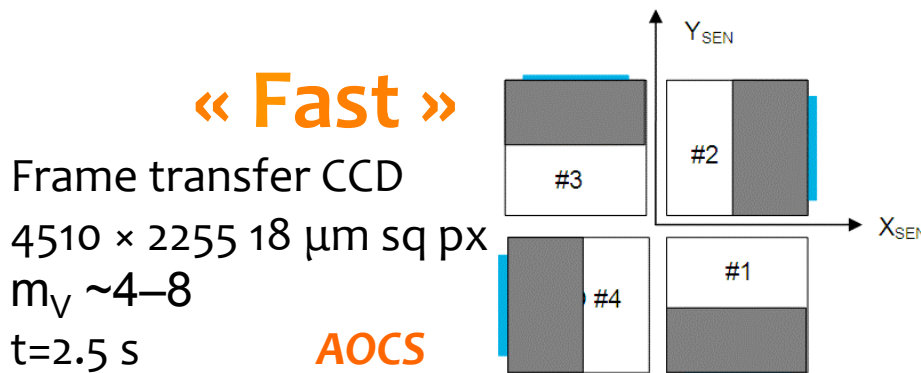 « Fast »
Frame transfer CCD
4510 × 2255 18 µm sq px
mV ~4–8
t=2.5 s
AOCS
YSEN
#3
#2
XSEN
#4
#1